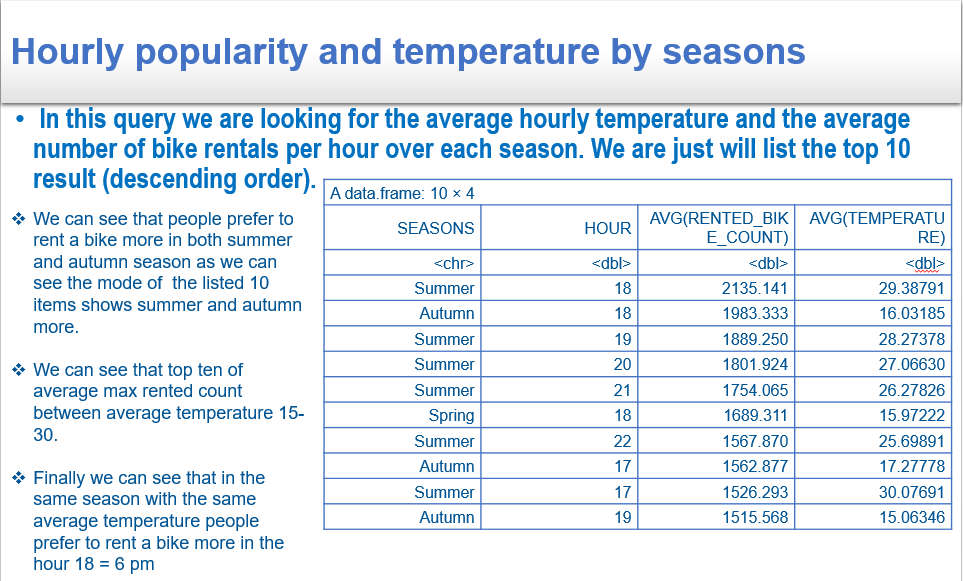 Hourly popularity and temperature by seasons
• In this query we are looking for the average hourly temperature and the average
number of bike rentals per hour over each season. We are just will list the top 10
result (descending order).
❖ We can see that people prefer to
rent a bike more in both summer
and autumn season as we can
see the mode of the listed 10
items shows summer and autumn
more.
❖ We can see that top ten of
average max rented count
between average temperature 15-
30.
❖ Finally we can see that in the
same season with the same
average temperature people
prefer to rent a bike more in the
hour 18 = 6 pm
A data.frame: 10 × 4
SEASONS HOUR AVG(RENTED_BIK AVG(TEMPERATU
E_COUNT) RE)
<chr> <dbl> <dbl> <dbl>
Summer 18 2135.141 29.38791
Autumn 18 1983.333 16.03185
Summer 19 1889.250 28.27378
Summer 20 1801.924 27.06630
Summer 21 1754.065 26.27826
Spring 18 1689.311 15.97222
Summer 22 1567.870 25.69891
Autumn 17 1562.877 17.27778
Summer 17 1526.293 30.07691
Autumn 19 1515.568 15.06346